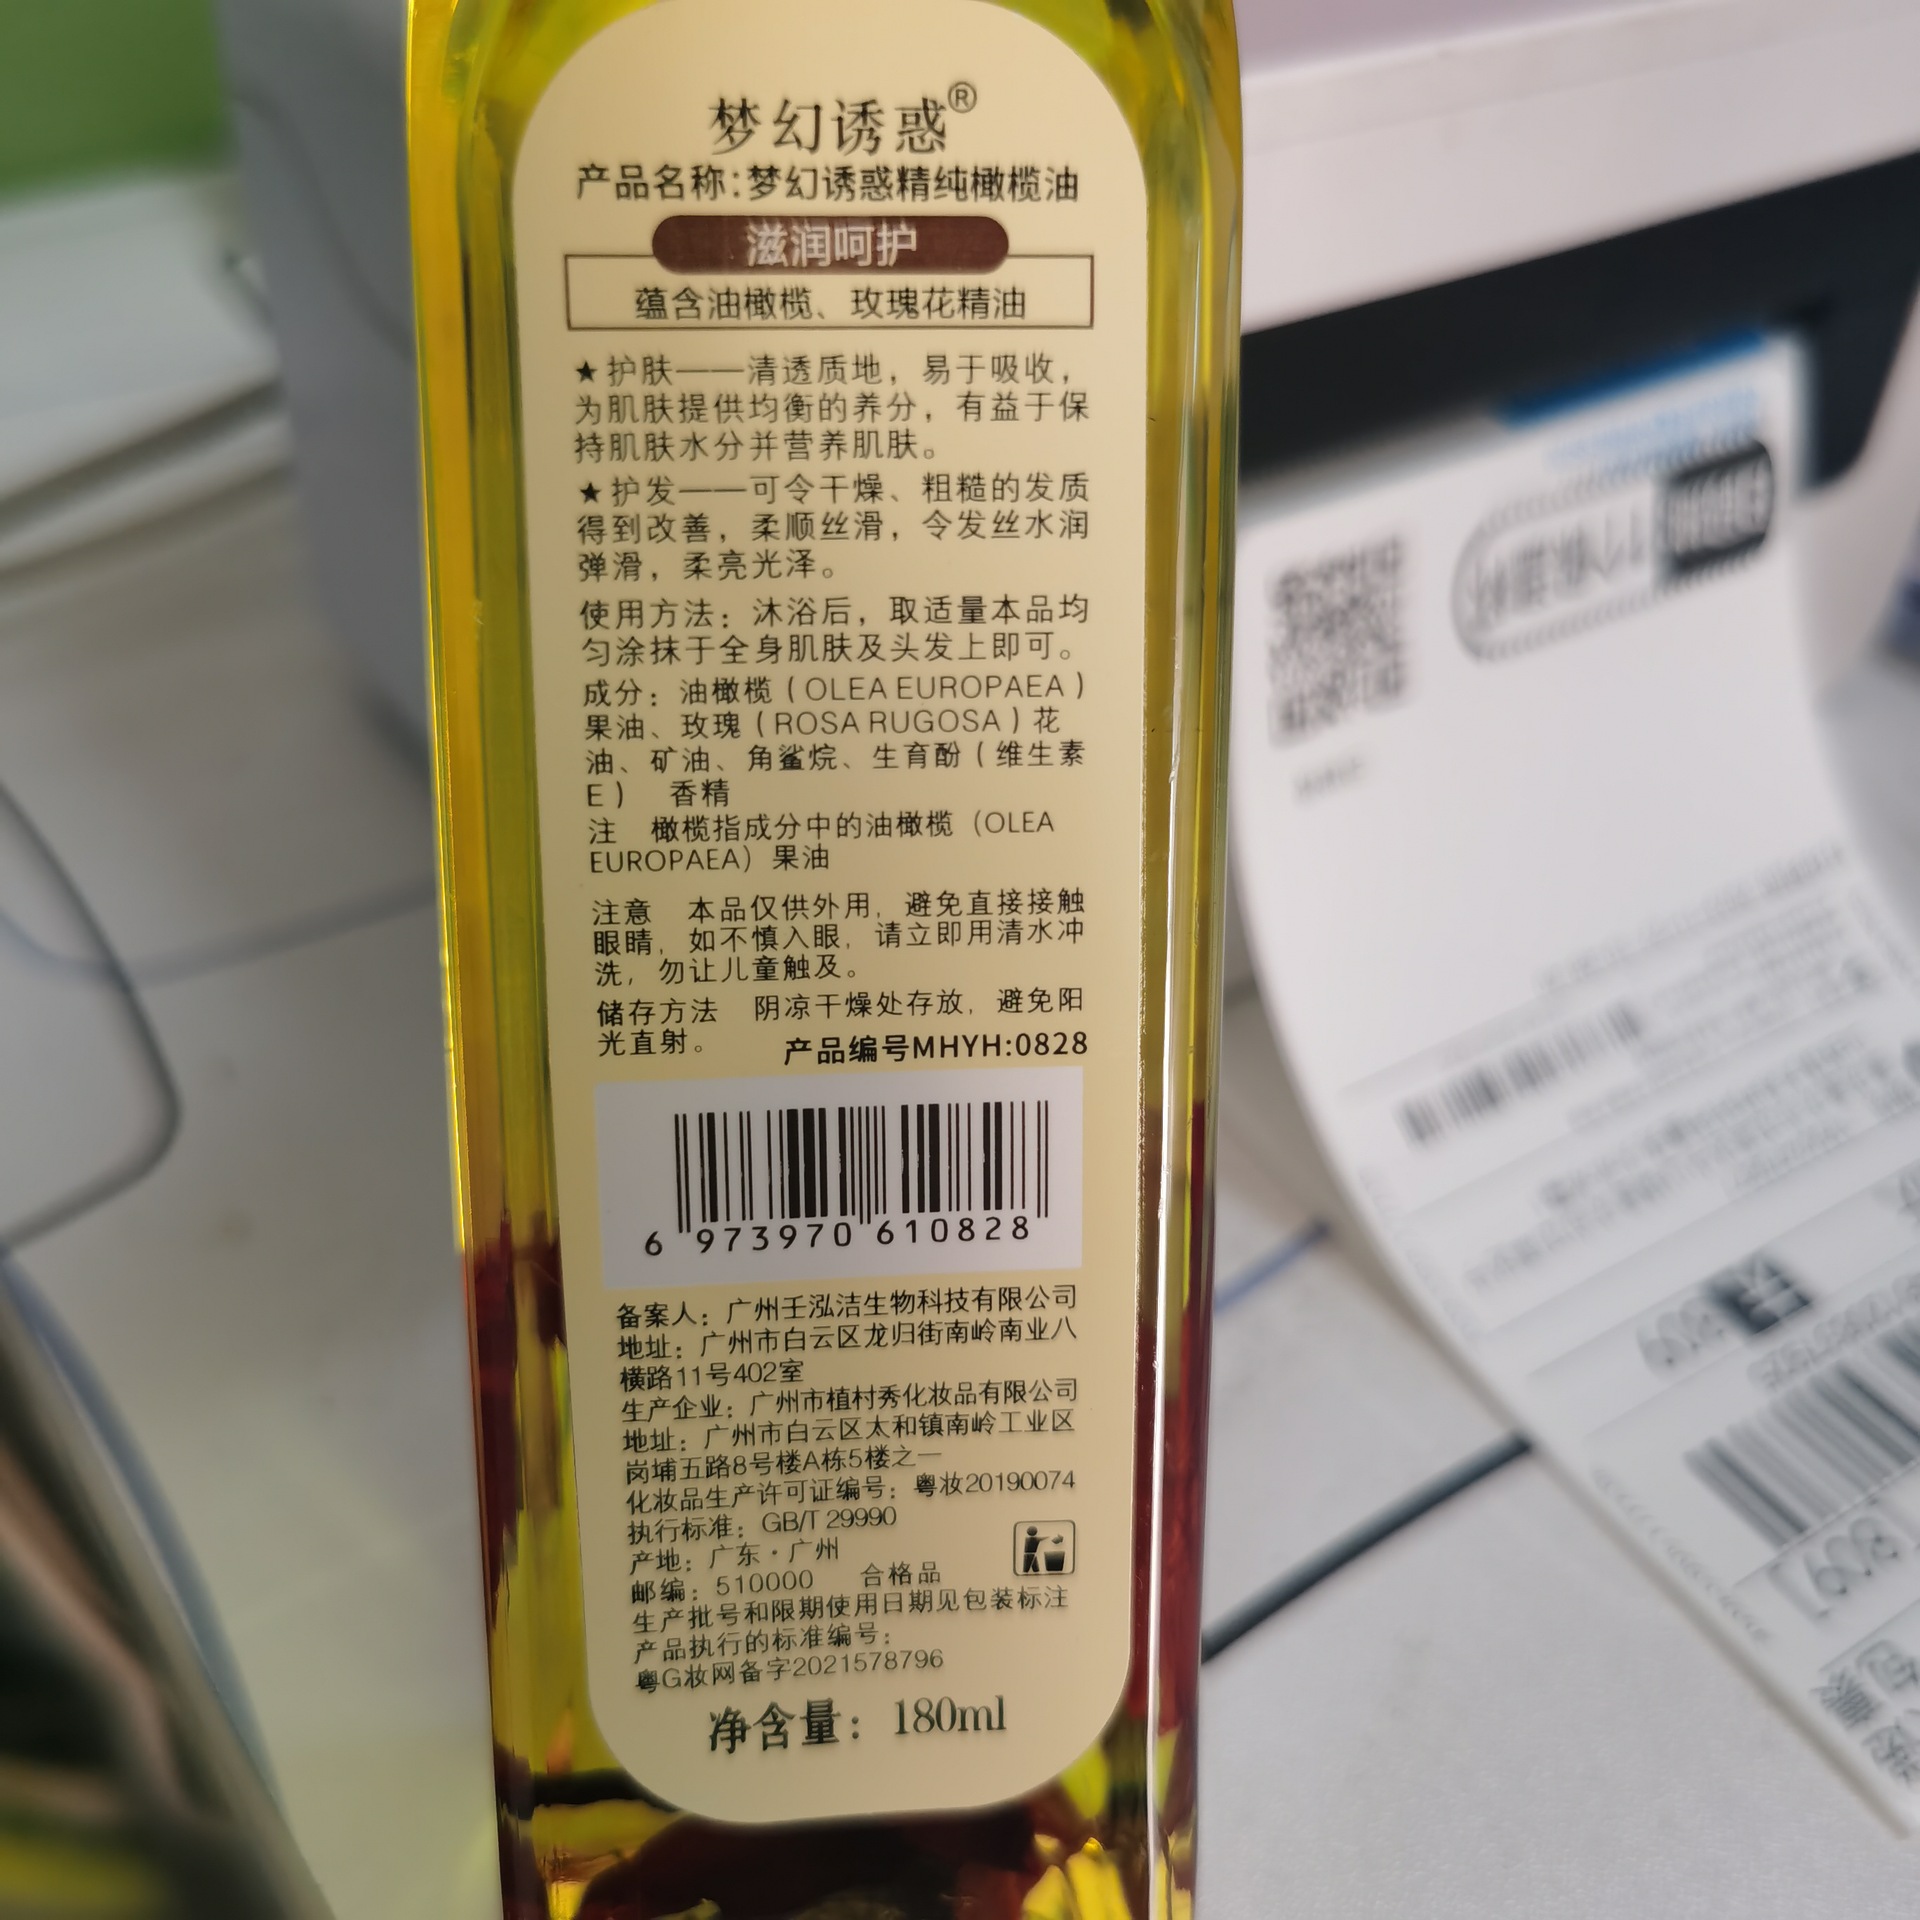 梦幻诱惑®
产品名称:梦幻诱惑精纯橄榄油
滋润呵护
蕴含油橄榄、玫瑰花精油
★护肤——清透质地，易于吸收，
为肌肤提供均衡的养分，有益于保
持肌肤水分并营养肌肤。
★护发——可令干燥、粗糙的发质
得到改善，柔顺丝滑，令发丝水润
弹滑，柔亮光泽。
使用方法：沐浴后，取适量本品均
匀涂抹于全身肌肤及头发上即可。
成分：油橄榄（OLEA EUROPAEA）
果油、玫瑰（ROSA RUGOSA）花
油、矿油、角鲨烷、生育酚（维生素
E） 香精
注 橄榄指成分中的油橄榄（OLEA
EUROPAEA）果油
注意 本品仅供外用，避免直接接触
眼睛，如不慎入眼，请立即用清水冲
洗，勿让儿童触及。
储存方法 阴凉干燥处存放，避免阳
光直射。 产品编号MHYH:0828
6 973970 610828
备案人：广州壬泓洁生物科技有限公司
地址：广州市白云区龙归街南岭南业八
横路11号402室
生产企业：广州市植村秀化妆品有限公司
地址：广州市白云区太和镇南岭工业区
岗埔五路8号楼A栋5楼之一
化妆品生产许可证编号：粤妆20190074
执行标准：GB/T 29990
产地：广东·广州
邮编：510000 合格品
生产批号和限期使用日期见包装标注
产品执行的标准编号：
粤G妆网备字2021578796
净含量：180ml